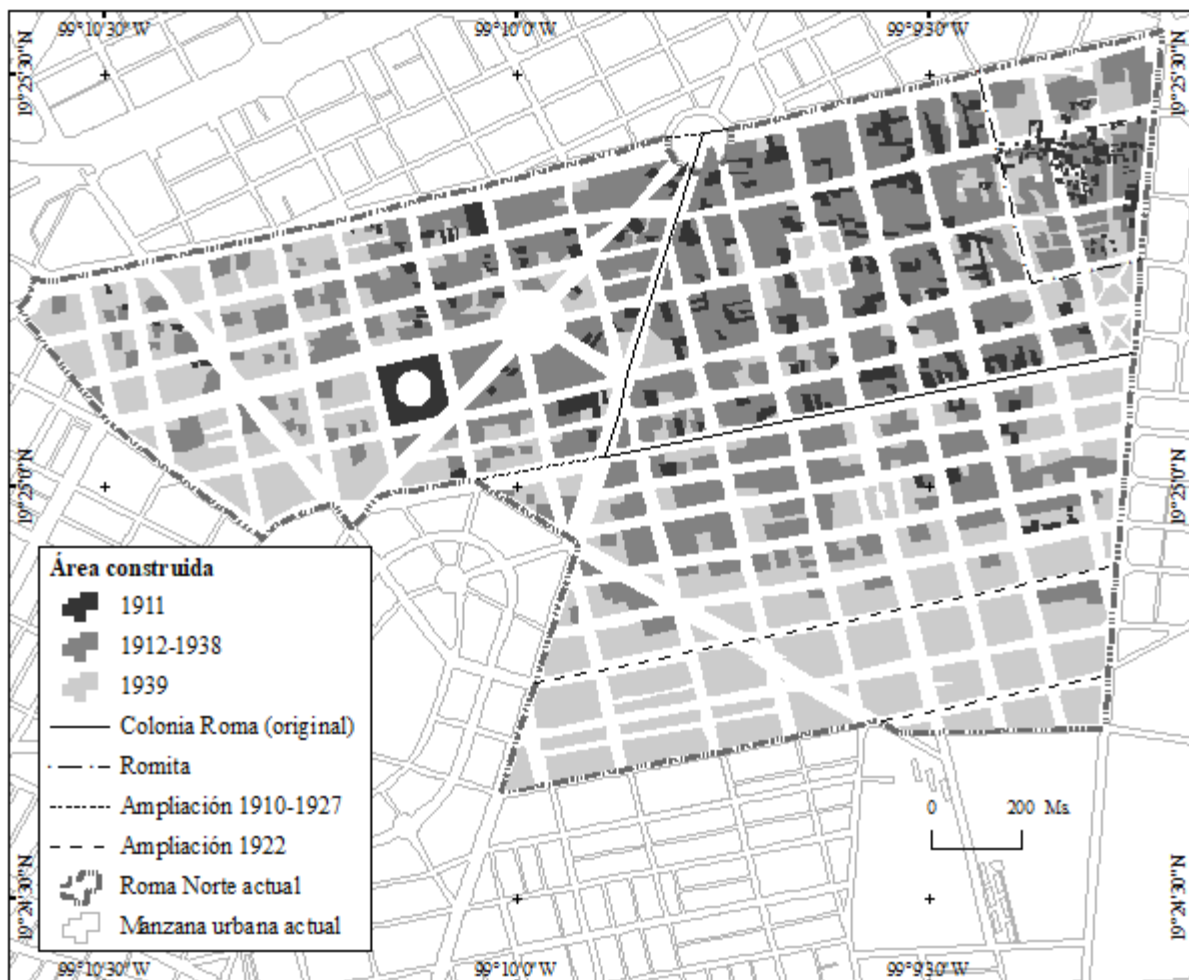 99°10'30"W 99°10'0"W 99°9'30"W
19°25'30"N 19°25'30"N
19°25'0"N 19°25'0"N
Área construida
1911
1912-1938
1939
Colonia Roma (original)
Romita
Ampliación 1910-1927
Ampliación 1922
Roma Norte actual
Manzana urbana actual
0 200 Ms.
19°24'30"N 19°24'30"N
99°10'30"W 99°10'0"W 99°9'30"W